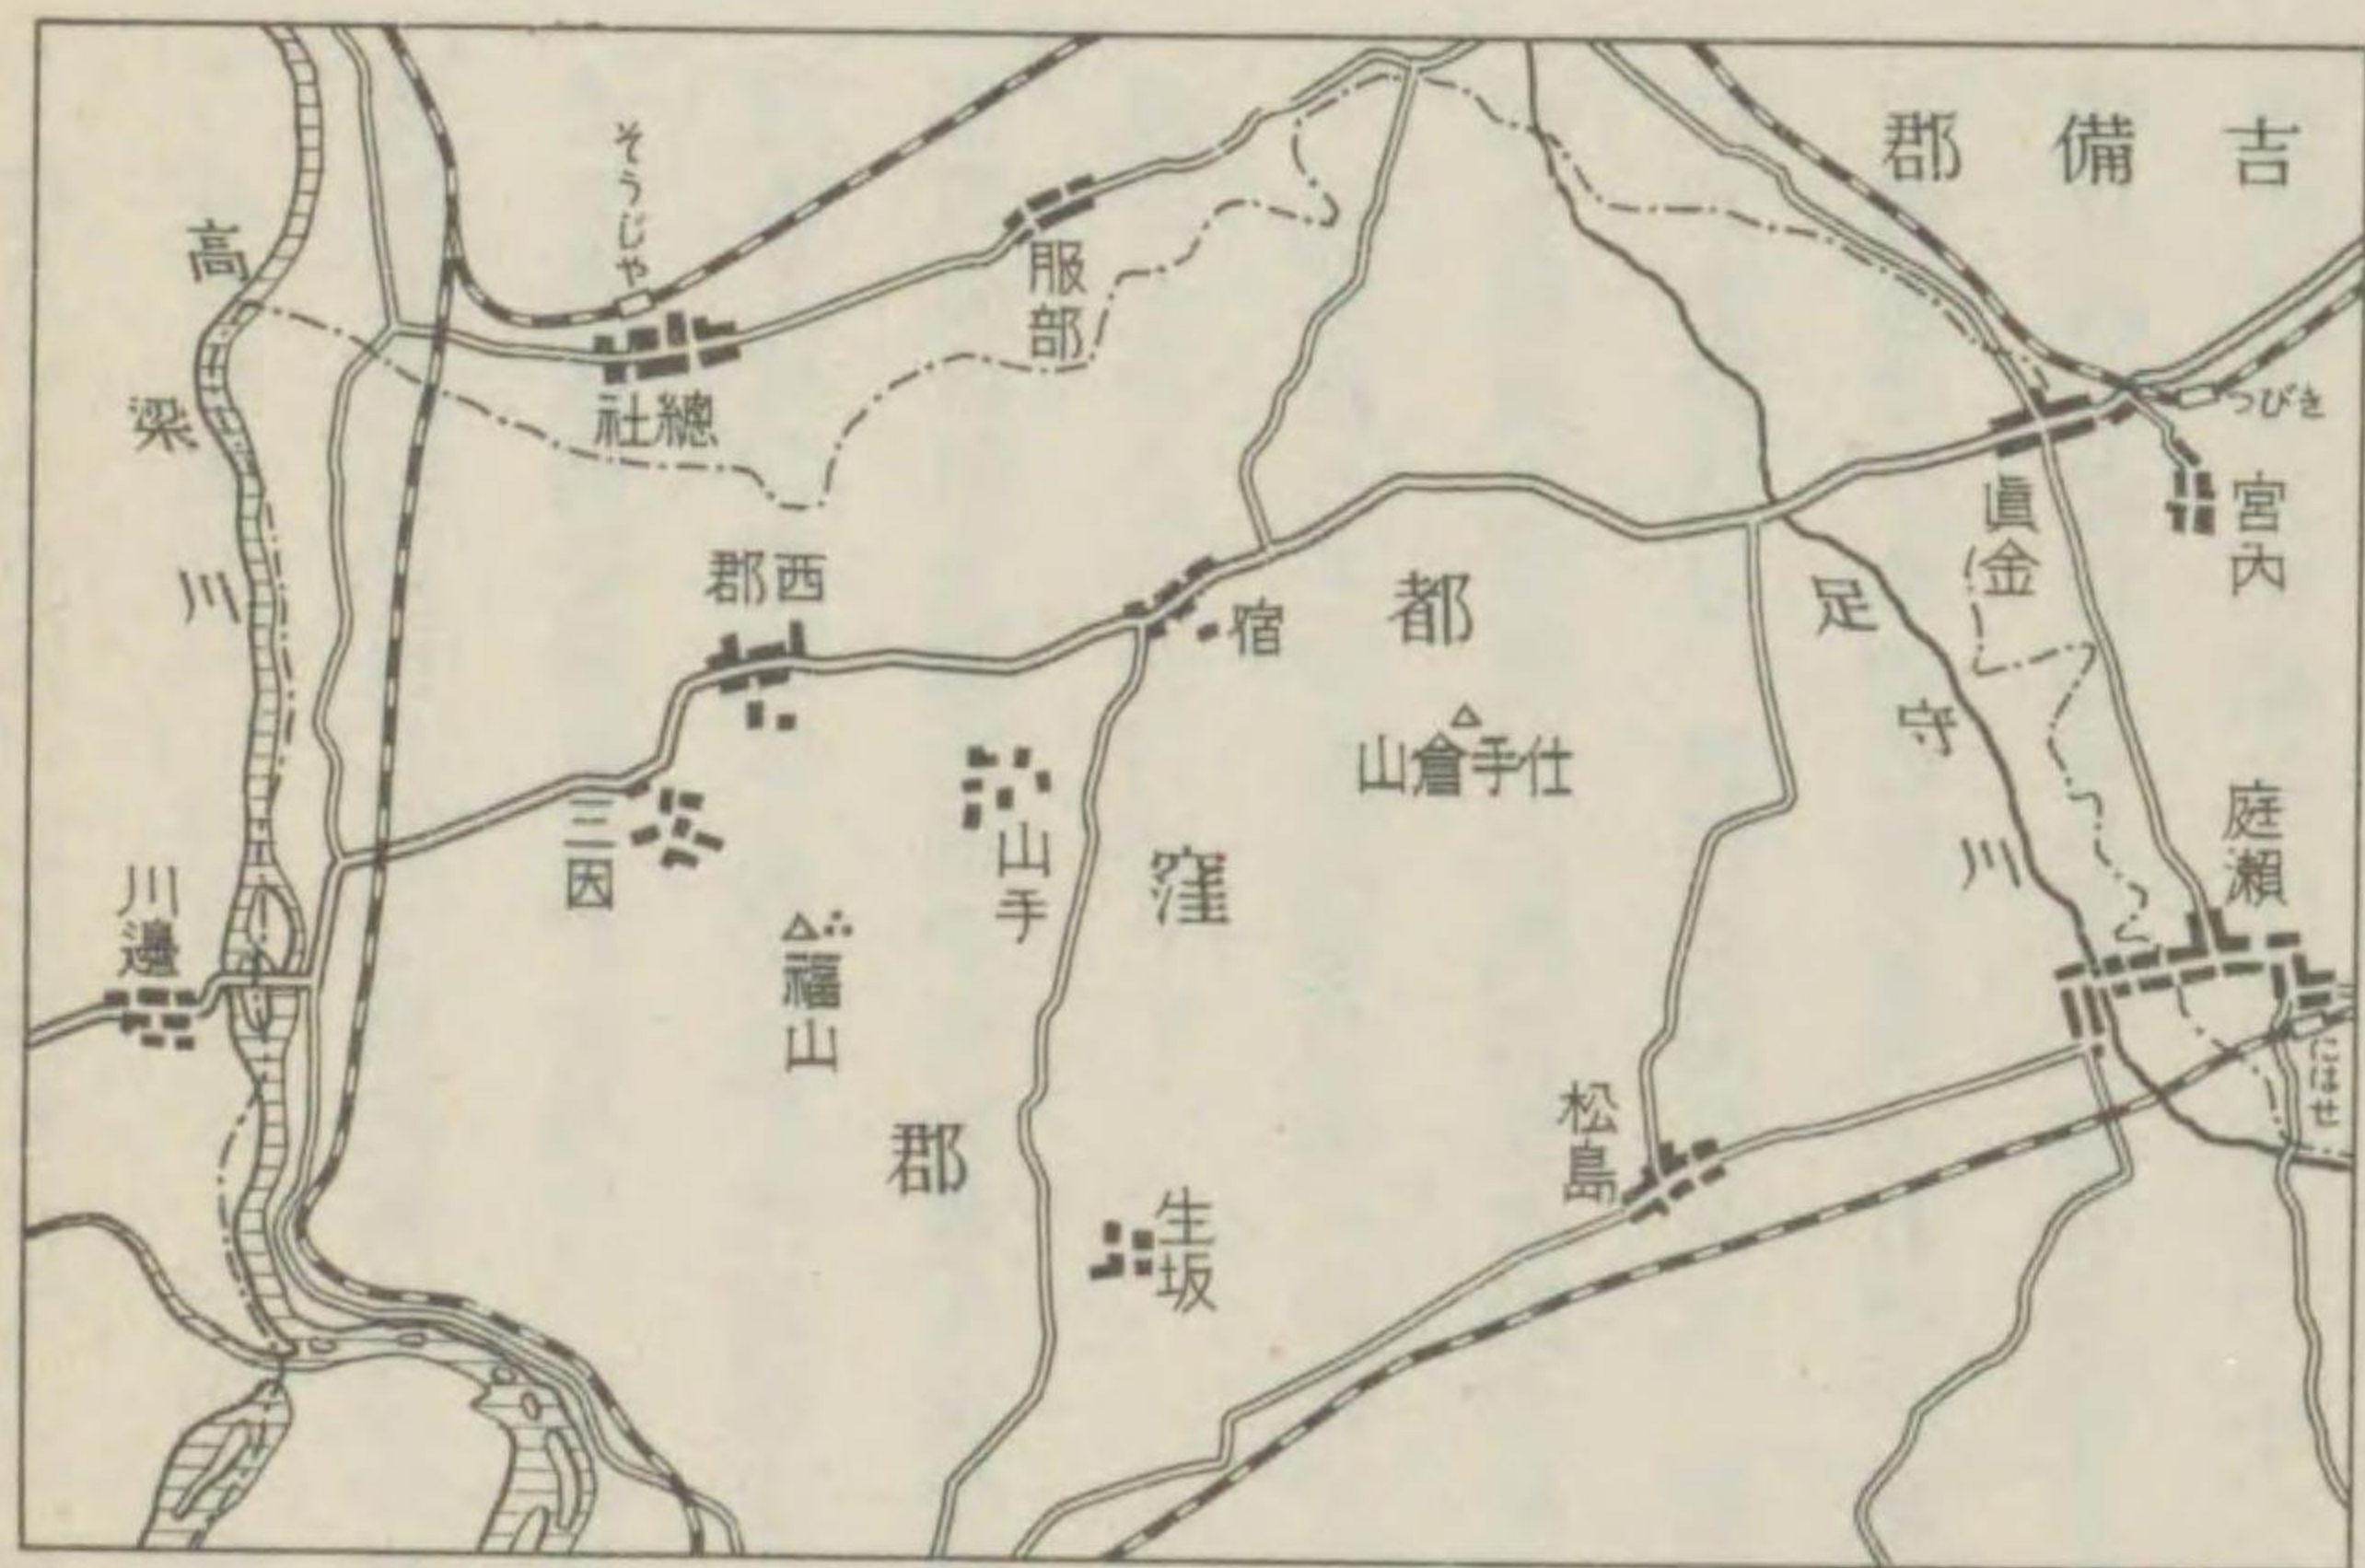 吉備郡
そうじや
高梁川
服部
總社
つびき
宮內
眞金
西郡
宿
都窪郡
足守川
仕手倉山
三因
山手
庭瀨
川邊
福山
にはせ
松島
生坂